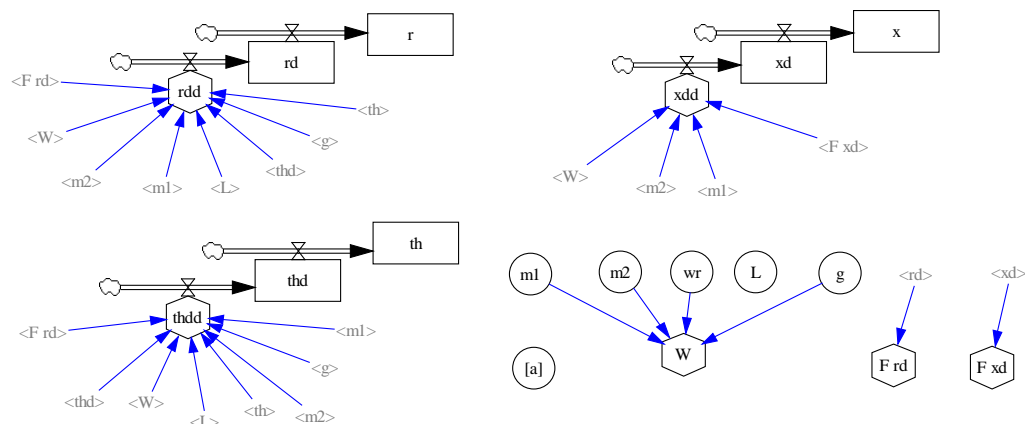 r
rd
rdd
<F rd>
<W>
<m2>
<m1>
<L>
<thd>
<g>
<th>
x
xd
xdd
<W>
<m2>
<m1>
<F xd>
th
thd
thdd
<F rd>
<thd>
<W>
<L>
<th>
<m2>
<g>
<m1>
m1
m2
wr
L
g
<rd>
<xd>
[a]
W
F rd
F xd